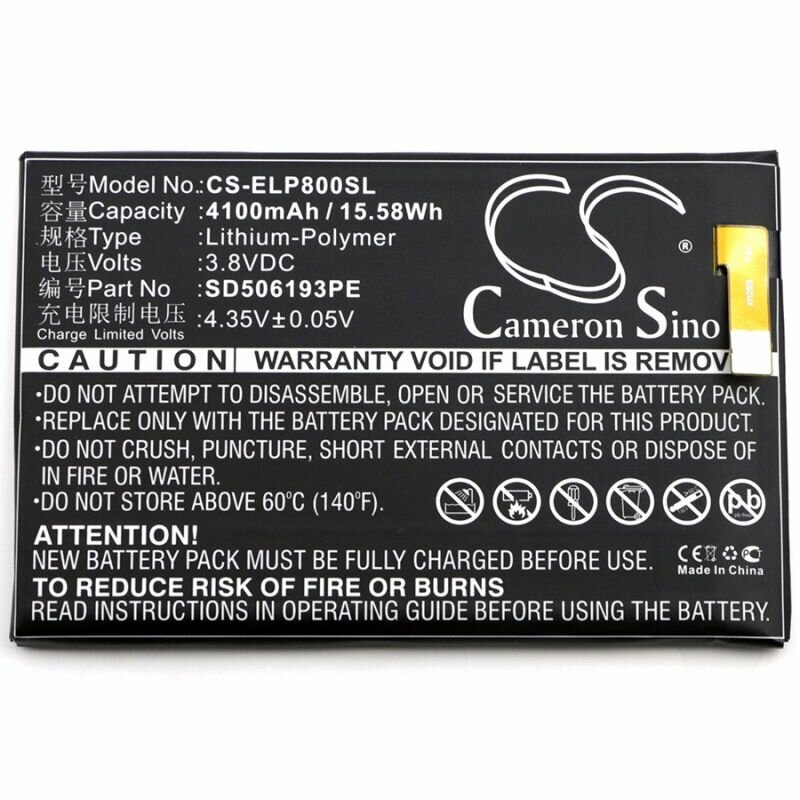 型号Model No.:CS-ELP800SL
容量Capacity :4100mAh / 15.58Wh
规格Type :Lithium-Polymer
电压Volts :3.8VDC
编号Part No :SD506193PE
充电限制电压:4.35V±0.05V
Charge Limited Volts
CS
®
Cameron Sino
CAUTION WARRANTY VOID IF LABEL IS REMOV
•DO NOT ATTEMPT TO DISASSEMBLE, OPEN OR SERVICE THE BATTERY PACK.
•REPLACE ONLY WITH THE BATTERY PACK DESIGNATED FOR THIS PRODUCT.
•DO NOT CRUSH, PUNCTURE, SHORT EXTERNAL CONTACTS OR DISPOSE OF
IN FIRE OR WATER.
•DO NOT STORE ABOVE 60°C (140°F).
Pb
ATTENTION!
NEW BATTERY PACK MUST BE FULLY CHARGED BEFORE USE
TO REDUCE RISK OF FIRE OR BURNS
READ INSTRUCTIONS IN OPERATING GUIDE BEFORE USING THE BATTERY.
CE
Made In China